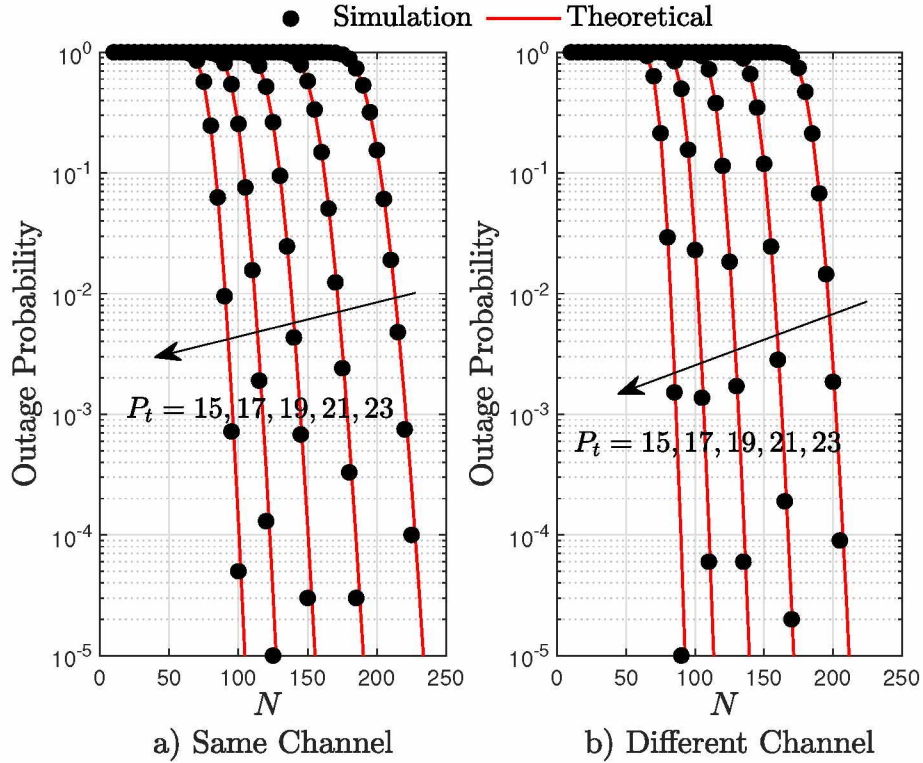 Simulation Theoretical
Outage Probability
10^0
10^-1
10^-2
10^-3
10^-4
10^-5
0 50 100 150 200 250
N
P_t = 15, 17, 19, 21, 23
a) Same Channel
Outage Probability
10^0
10^-1
10^-2
10^-3
10^-4
10^-5
0 50 100 150 200 250
N
P_t = 15, 17, 19, 21, 23
b) Different Channel